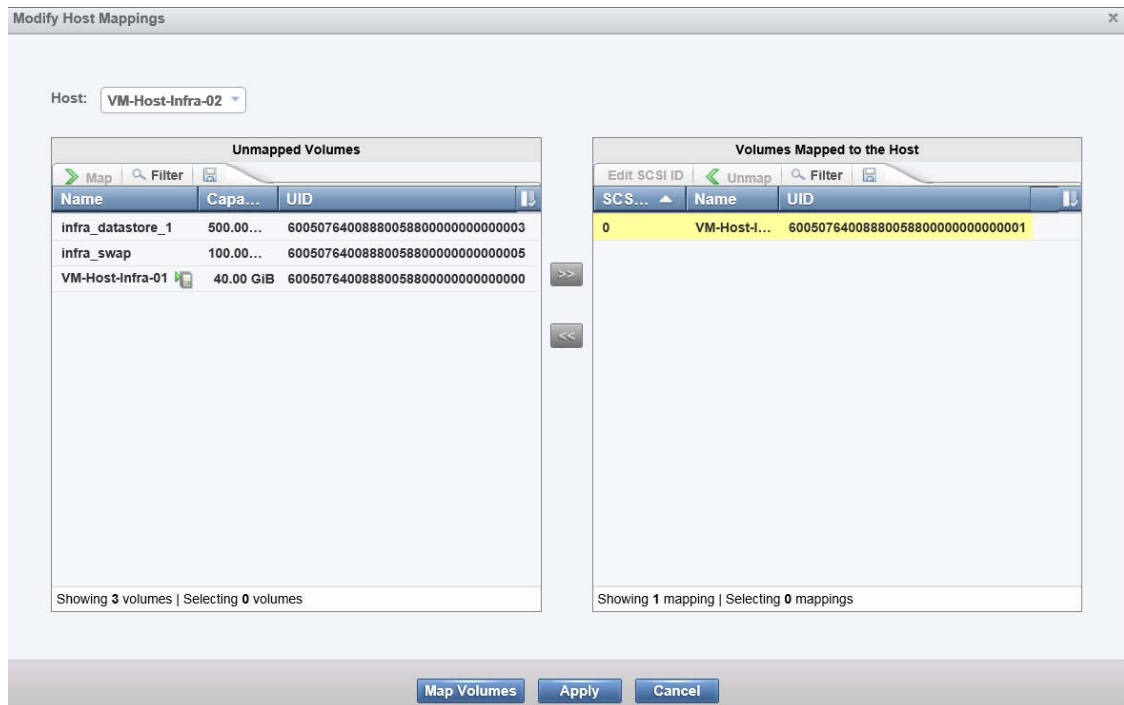 Modify Host Mappings x
Host: VM-Host-Infra-02
Unmapped Volumes
Map Filter
Name Capa... UID
infra_datastore_1 500.00... 60050764008880058800000000000003
infra_swap 100.00... 60050764008880058800000000000005
VM-Host-Infra-01 40.00 GiB 60050764008880058800000000000000
Showing 3 volumes | Selecting 0 volumes
>>
<<
Volumes Mapped to the Host
Edit SCSI ID Unmap Filter
SCS... Name UID
0 VM-Host-I... 60050764008880058800000000000001
Showing 1 mapping | Selecting 0 mappings
Map Volumes Apply Cancel